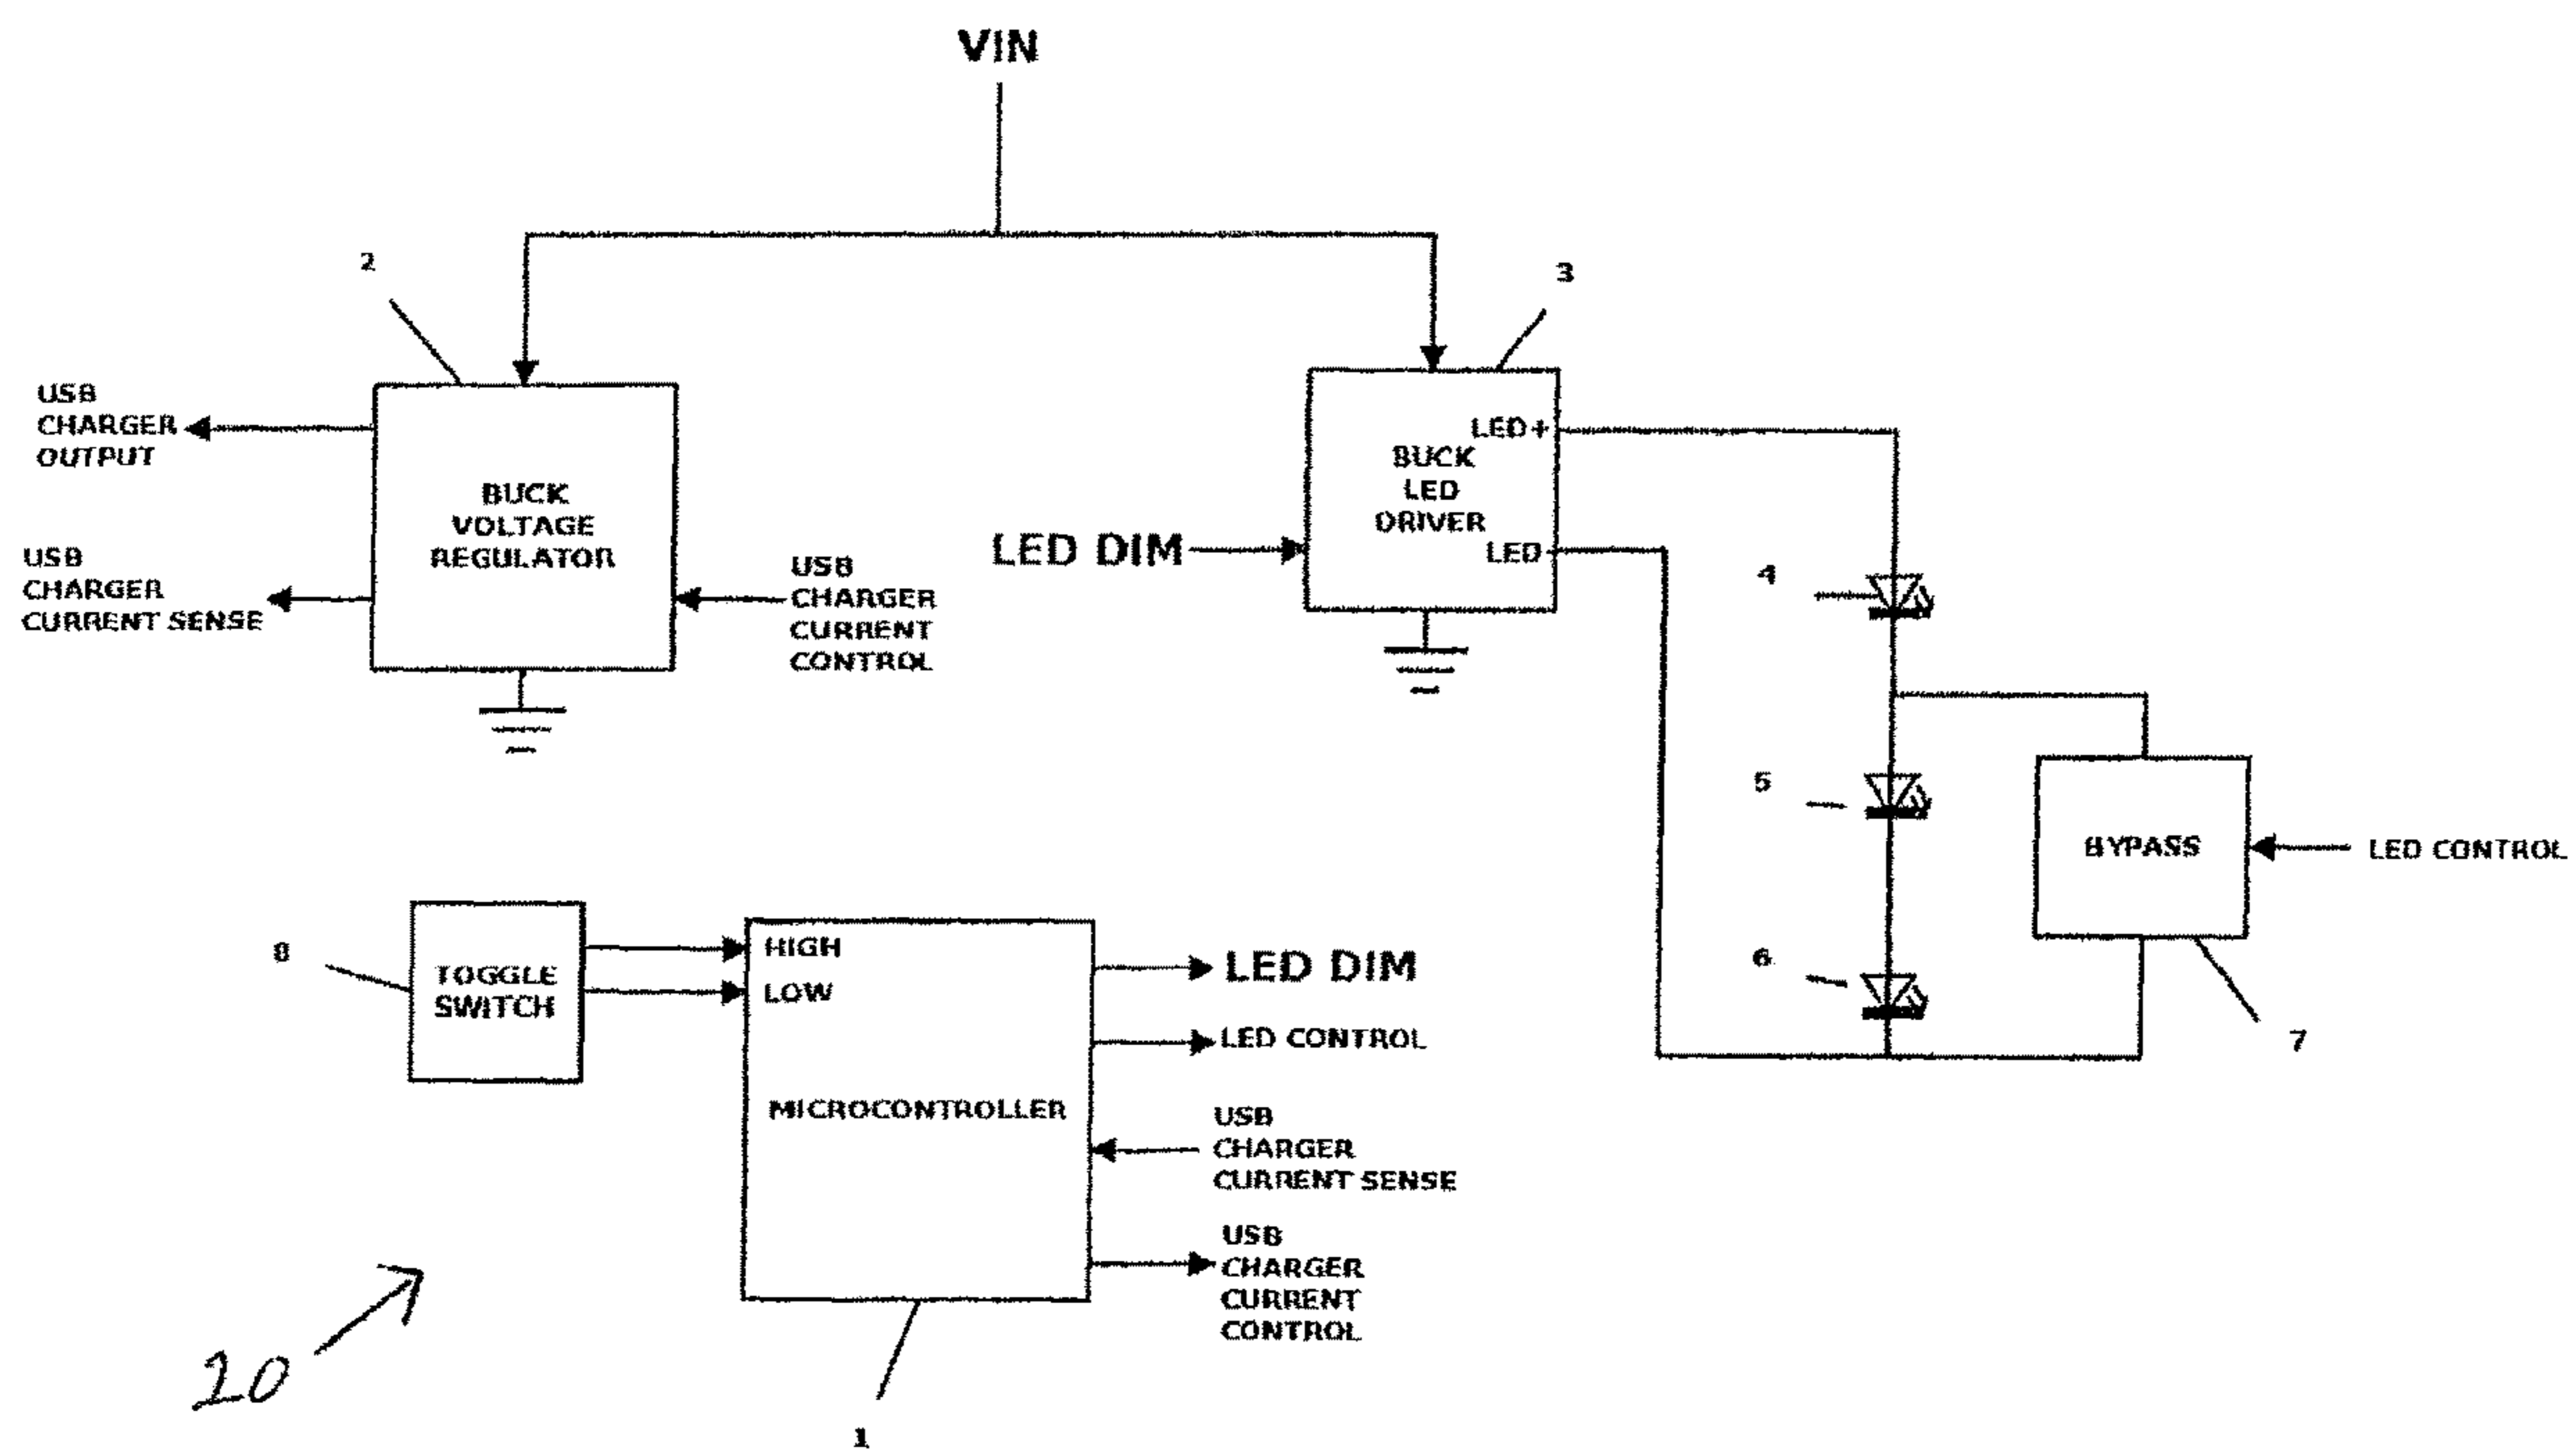 VIN
2
3
USB
CHARGER
OUTPUT
LED+
BUCK
LED
DRIVER
LED-
BUCK
VOLTAGE
REGULATOR
USB
CHARGER
CURRENT SENSE
USB
CHARGER
CURRENT
CONTROL
LED DIM
4
5
BYPASS
LED CONTROL
6
7
8
TOGGLE
SWITCH
HIGH
LOW
MICROCONTROLLER
LED DIM
LED CONTROL
USB
CHARGER
CURRENT SENSE
USB
CHARGER
CURRENT
CONTROL
10
1